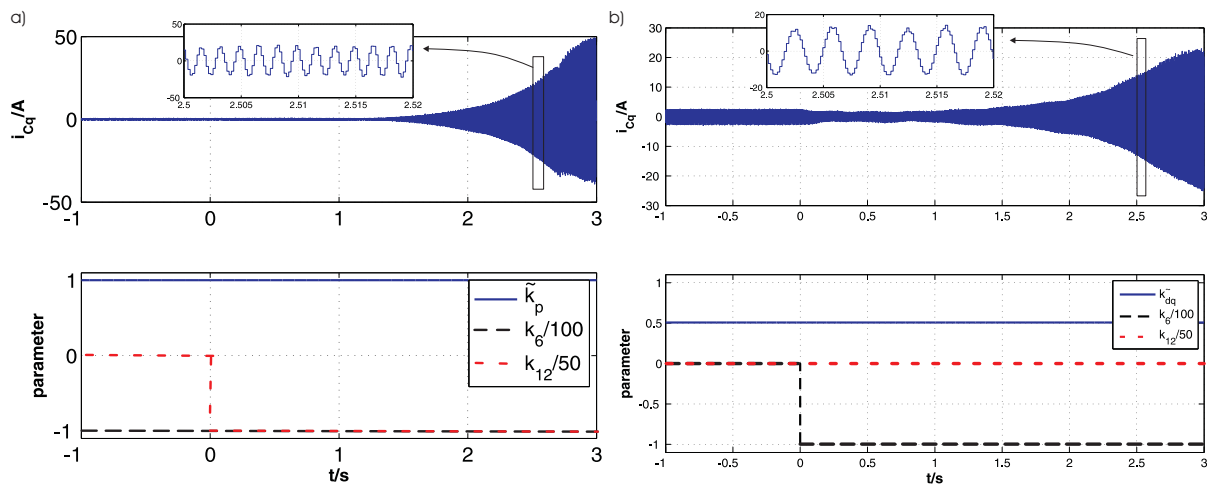 a)
50
0
-50
2.5 2.505 2.51 2.515 2.52
i_Cq/A
50
0
-50
-1 0 1 2 3
parameter
1
0
-1
k̃_p
k_6/100
k_12/50
-1 0 1 2 3
t/s
b)
20
0
-20
2.5 2.505 2.51 2.515 2.52
i_Cq/A
30
20
10
0
-10
-20
-30
-1 -0.5 0 0.5 1 1.5 2 2.5 3
parameter
1
0.5
0
-0.5
-1
k_dq~
k_6/100
k_12/50
-1 -0.5 0 0.5 1 1.5 2 2.5 3
t/s